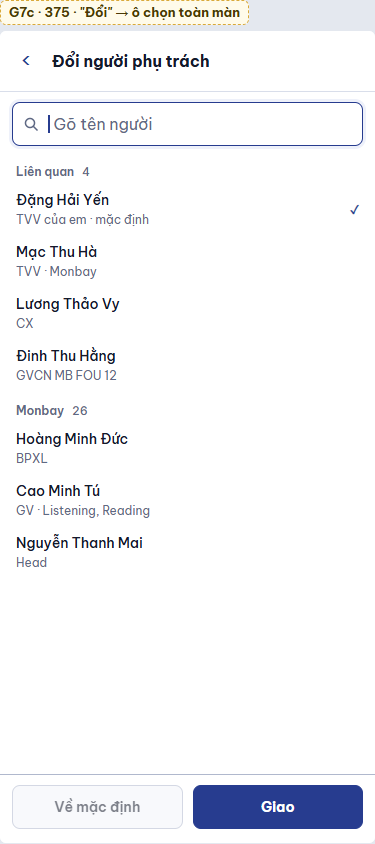 G7c · 375 · "Đổi" → ô chọn toàn màn
Đổi người phụ trách
Gõ tên người
Liên quan 4
Đặng Hải Yến
TVV của em · mặc định
Mạc Thu Hà
TVV · Monbay
Lương Thảo Vy
CX
Đinh Thu Hằng
GVCN MB FOU 12
Monbay 26
Hoàng Minh Đức
BPXL
Cao Minh Tú
GV · Listening, Reading
Nguyễn Thanh Mai
Head
Về mặc định
Giao